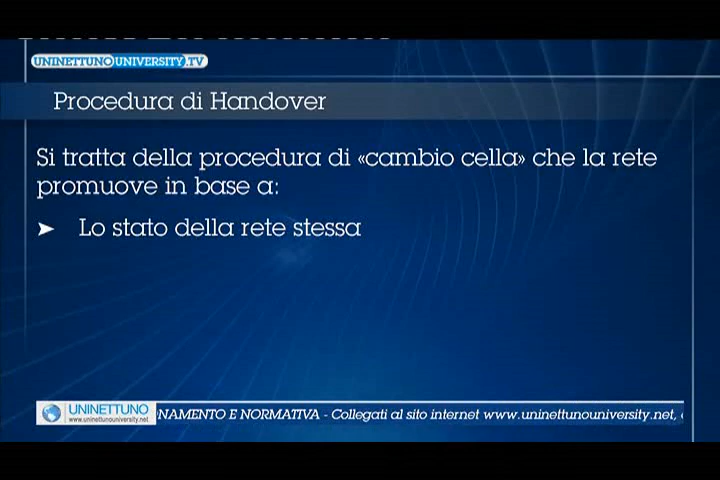 UNINETTUNOUNIVERSITY.TV
Procedura di Handover
Si tratta della procedura di «cambio cella» che la rete
promuove in base a:
➤ Lo stato della rete stessa
UNINETTUNO
www.uninettunouniversity.net
NAMENTO E NORMATIVA - Collegati al sito internet www.uninettunouniversity.net,